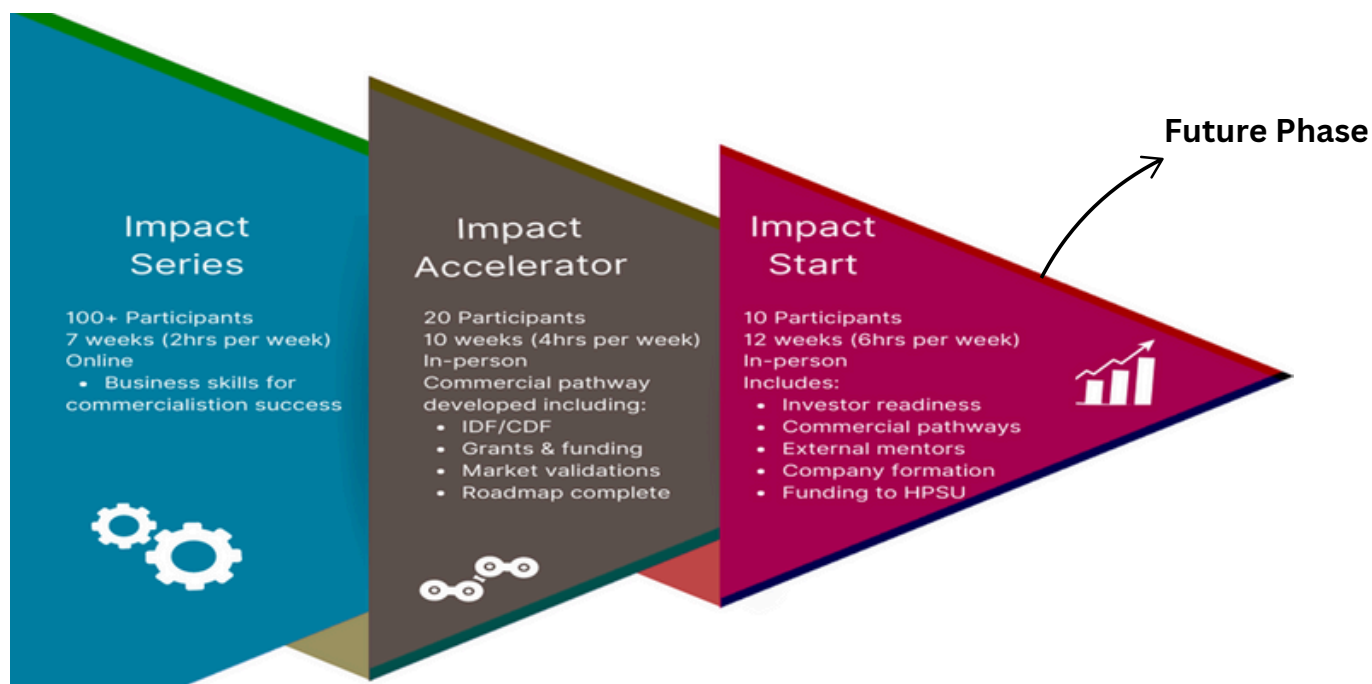 Future Phase
Impact
Series
100+ Participants
7 weeks (2hrs per week)
Online
• Business skills for
commercialistion success
Impact
Accelerator
20 Participants
10 weeks (4hrs per week)
In-person
Commercial pathway
developed including:
• IDF/CDF
• Grants & funding
• Market validations
• Roadmap complete
Impact
Start
10 Participants
12 weeks (6hrs per week)
In-person
Includes:
• Investor readiness
• Commercial pathways
• External mentors
• Company formation
• Funding to HPSU